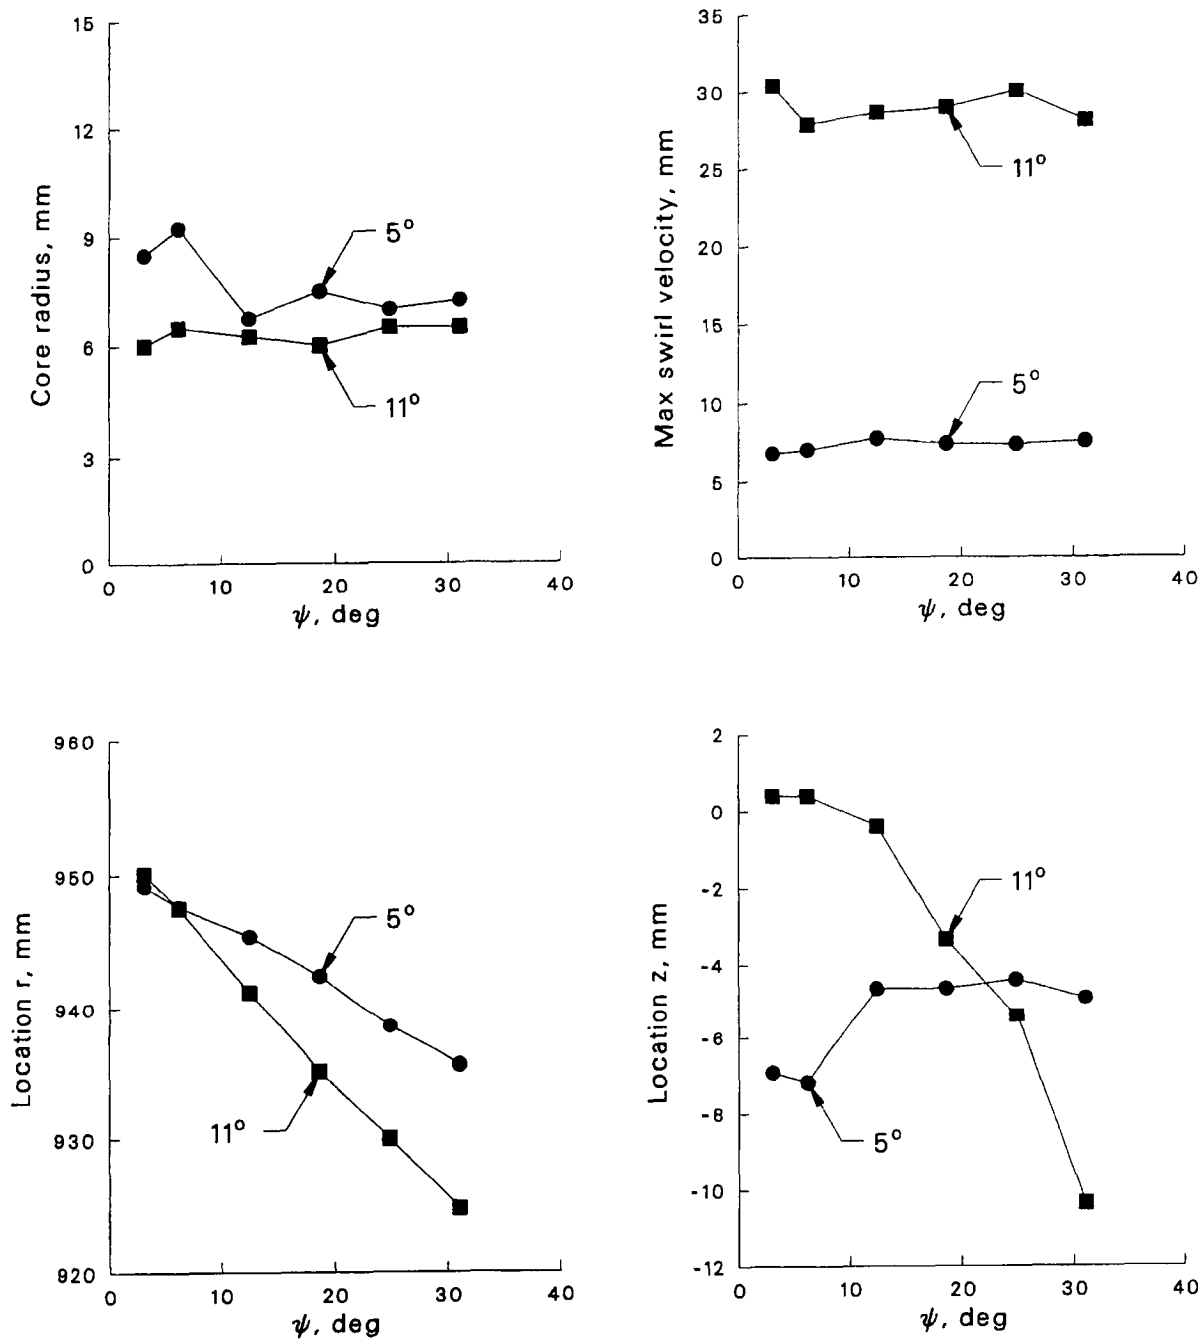 15
12
9
6
3
0
Core radius, mm
5°
11°
0 10 20 30 40
ψ, deg
35
30
25
20
15
10
5
0
Max swirl velocity, mm
11°
5°
0 10 20 30 40
ψ, deg
960
950
940
930
920
Location r, mm
5°
11°
0 10 20 30 40
ψ, deg
2
0
-2
-4
-6
-8
-10
-12
Location z, mm
11°
5°
0 10 20 30 40
ψ, deg